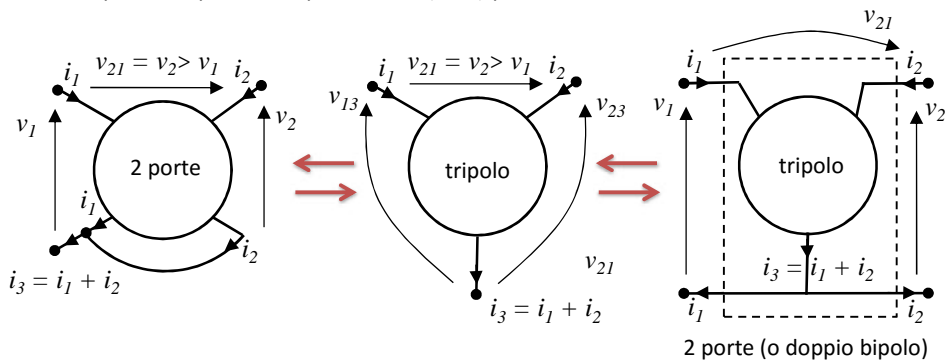 v21
i1 v21 = v2> v1 i2
i1 v21 = v2> v1 i2
i1 i2
v1 v2
v13 v23
v1 v2
2 porte
tripolo
tripolo
i1 i2
i3 = i1 + i2
v21
i3 = i1 + i2
i3 = i1 + i2
i1 i2
2 porte (o doppio bipolo)